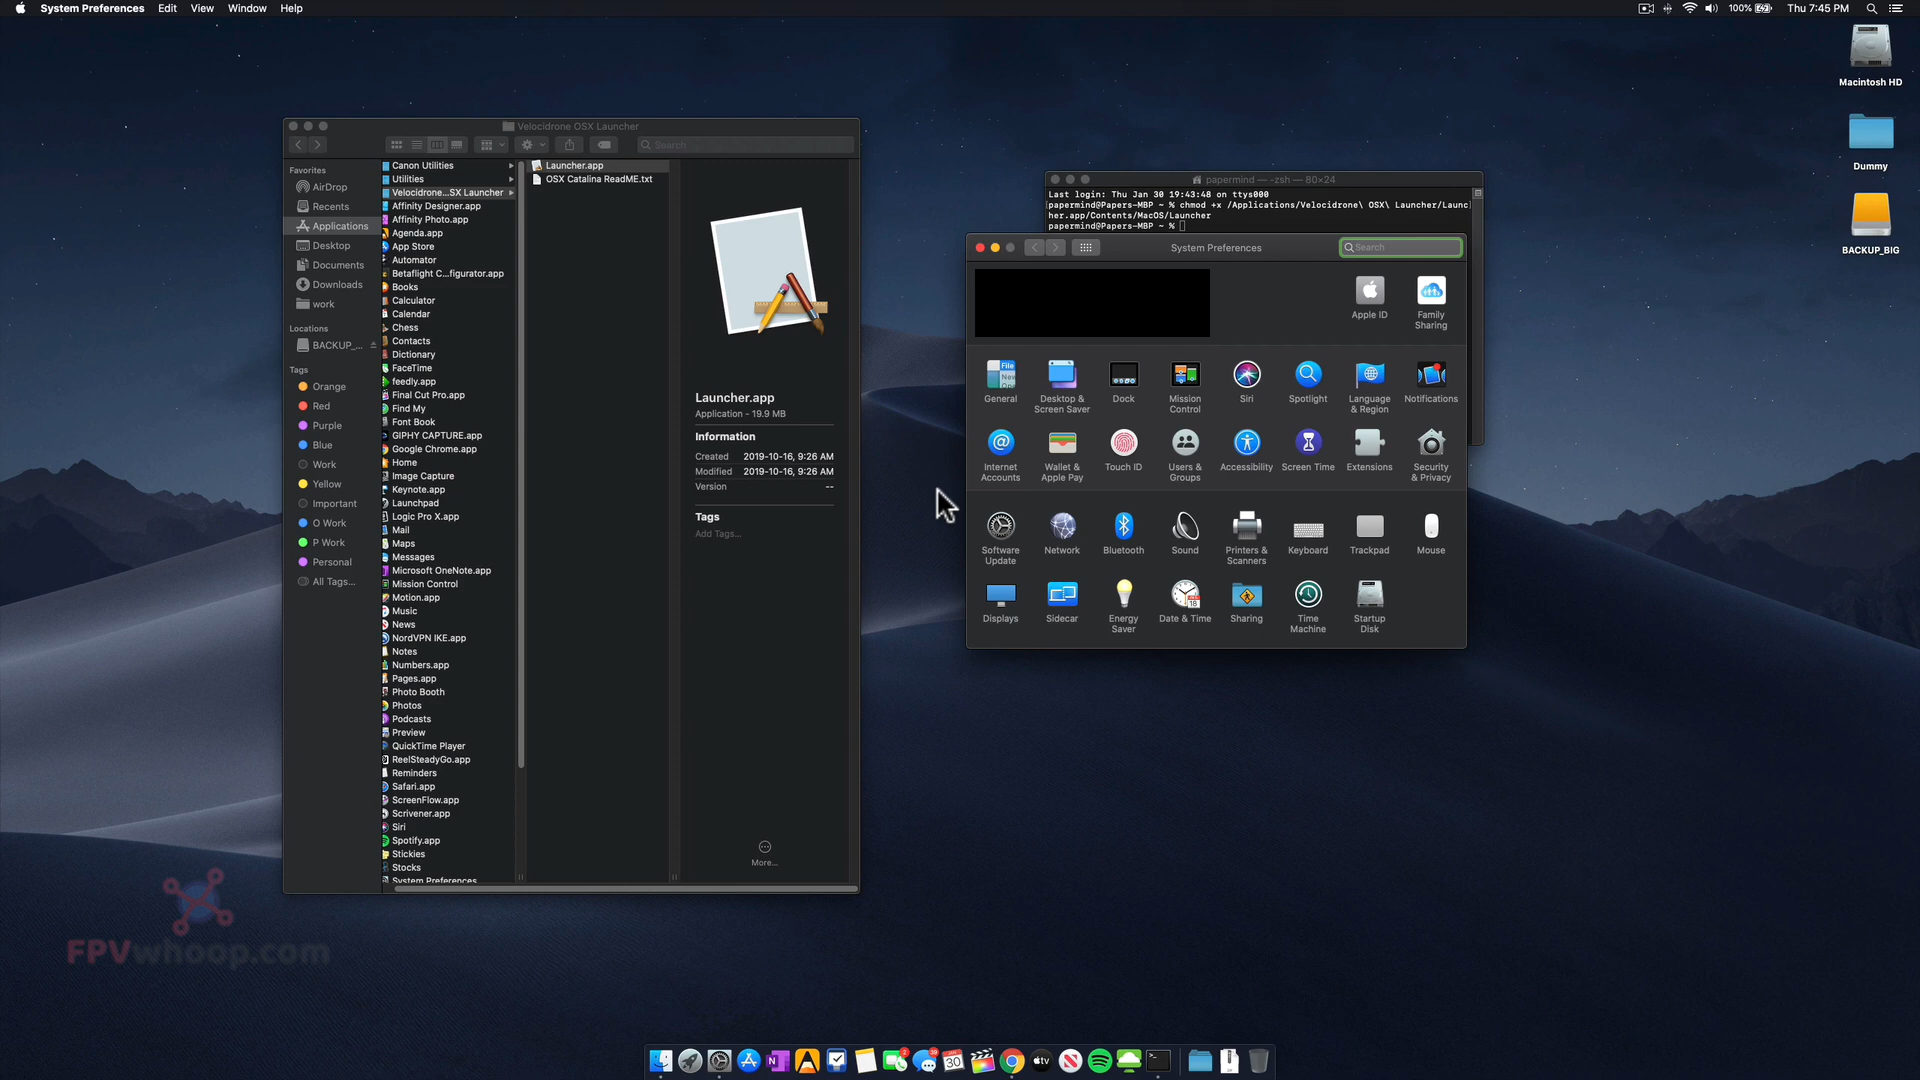 System Preferences Edit View Window Help
100% Thu 7:45 PM
Macintosh HD
Dummy
BACKUP_BIG
Velocidrone OSX Launcher
Search
Favorites
AirDrop
Recents
Applications
Desktop
Documents
Downloads
work
Locations
BACKUP_...
Tags
Orange
Red
Purple
Blue
Work
Yellow
Important
O Work
P Work
Personal
All Tags...
Canon Utilities
Utilities
Velocidrone...SX Launcher
Affinity Designer.app
Affinity Photo.app
Agenda.app
App Store
Automator
Betaflight C...figurator.app
Books
Calculator
Calendar
Chess
Contacts
Dictionary
FaceTime
feedly.app
Final Cut Pro.app
Find My
Font Book
GIPHY CAPTURE.app
Google Chrome.app
Home
Image Capture
Keynote.app
Launchpad
Logic Pro X.app
Mail
Maps
Messages
Microsoft OneNote.app
Mission Control
Motion.app
Music
News
NordVPN IKE.app
Notes
Numbers.app
Pages.app
Photo Booth
Photos
Podcasts
Preview
QuickTime Player
ReelSteadyGo.app
Reminders
Safari.app
ScreenFlow.app
Scrivener.app
Siri
Spotify.app
Stickies
Stocks
System Preferences
Launcher.app
OSX Catalina ReadME.txt
Launcher.app
Application - 19.9 MB
Information
Created 2019-10-16, 9:26 AM
Modified 2019-10-16, 9:26 AM
Version --
Tags
Add Tags...
More...
papermind — -zsh — 80×24
Last login: Thu Jan 30 19:43:48 on ttys000
papermind@Papers-MBP ~ % chmod +x /Applications/Velocidrone\ OSX\ Launcher/Launc
her.app/Contents/MacOS/Launcher
papermind@Papers-MBP ~ %
System Preferences
Search
Apple ID
Family
Sharing
General
Desktop &
Screen Saver
Dock
Mission
Control
Siri
Spotlight
Language
& Region
Notifications
Internet
Accounts
Wallet &
Apple Pay
Touch ID
Users &
Groups
Accessibility
Screen Time
Extensions
Security
& Privacy
Software
Update
Network
Bluetooth
Sound
Printers &
Scanners
Keyboard
Trackpad
Mouse
Displays
Sidecar
Energy
Saver
Date & Time
Sharing
Time
Machine
Startup
Disk
FPVwhoop.com